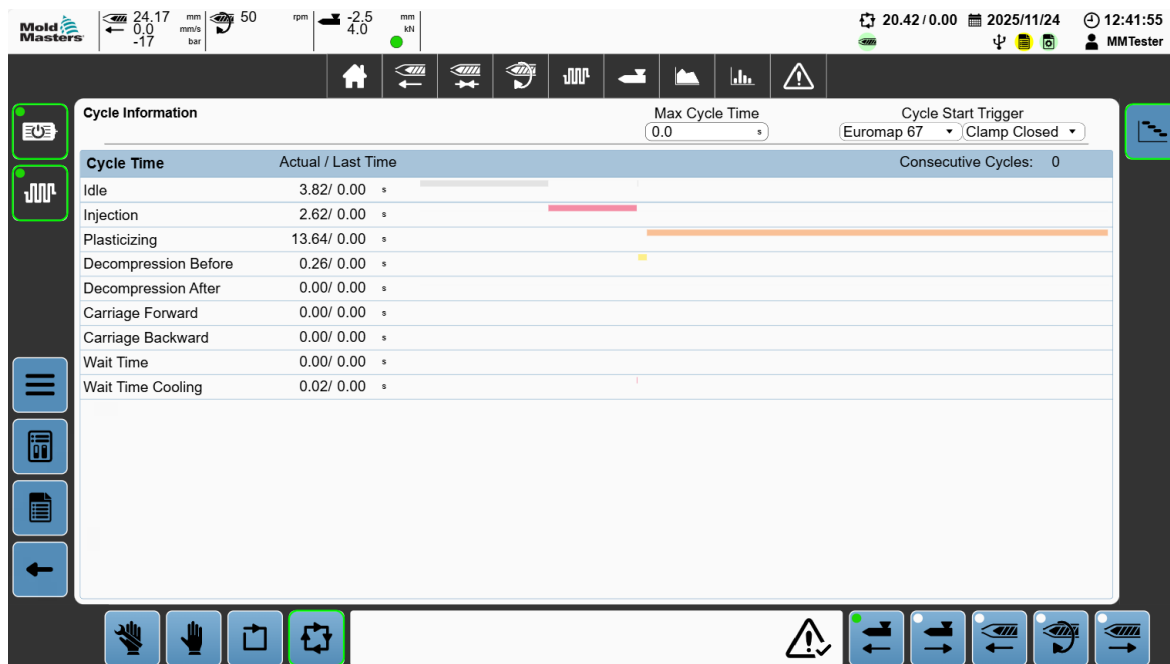 Mold Masters
24.17 mm
0.0 mm/s
-17 bar
50 rpm
-2.5 mm
4.0 kN
20.42 / 0.00 2025/11/24 12:41:55
MMTester
Cycle Information
Max Cycle Time
0.0 s
Cycle Start Trigger
Euromap 67 Clamp Closed
Cycle Time Actual / Last Time Consecutive Cycles: 0
Idle 3.82/ 0.00 s
Injection 2.62/ 0.00 s
Plasticizing 13.64/ 0.00 s
Decompression Before 0.26/ 0.00 s
Decompression After 0.00/ 0.00 s
Carriage Forward 0.00/ 0.00 s
Carriage Backward 0.00/ 0.00 s
Wait Time 0.00/ 0.00 s
Wait Time Cooling 0.02/ 0.00 s